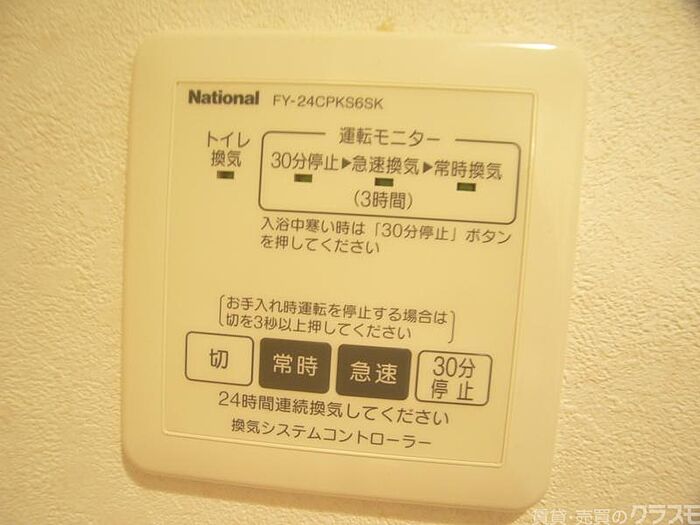 National FY-24CPKS6SK
トイレ
換気
運転モニター
30分停止▶急速換気▶常時換気
(3時間)
入浴中寒い時は「30分停止」ボタン
を押してください
お手入れ時運転を停止する場合は
切を3秒以上押してください
切 常時 急速 30分
停止
24時間連続換気してください
換気システムコントローラー
賃貸・売買のクラスモ